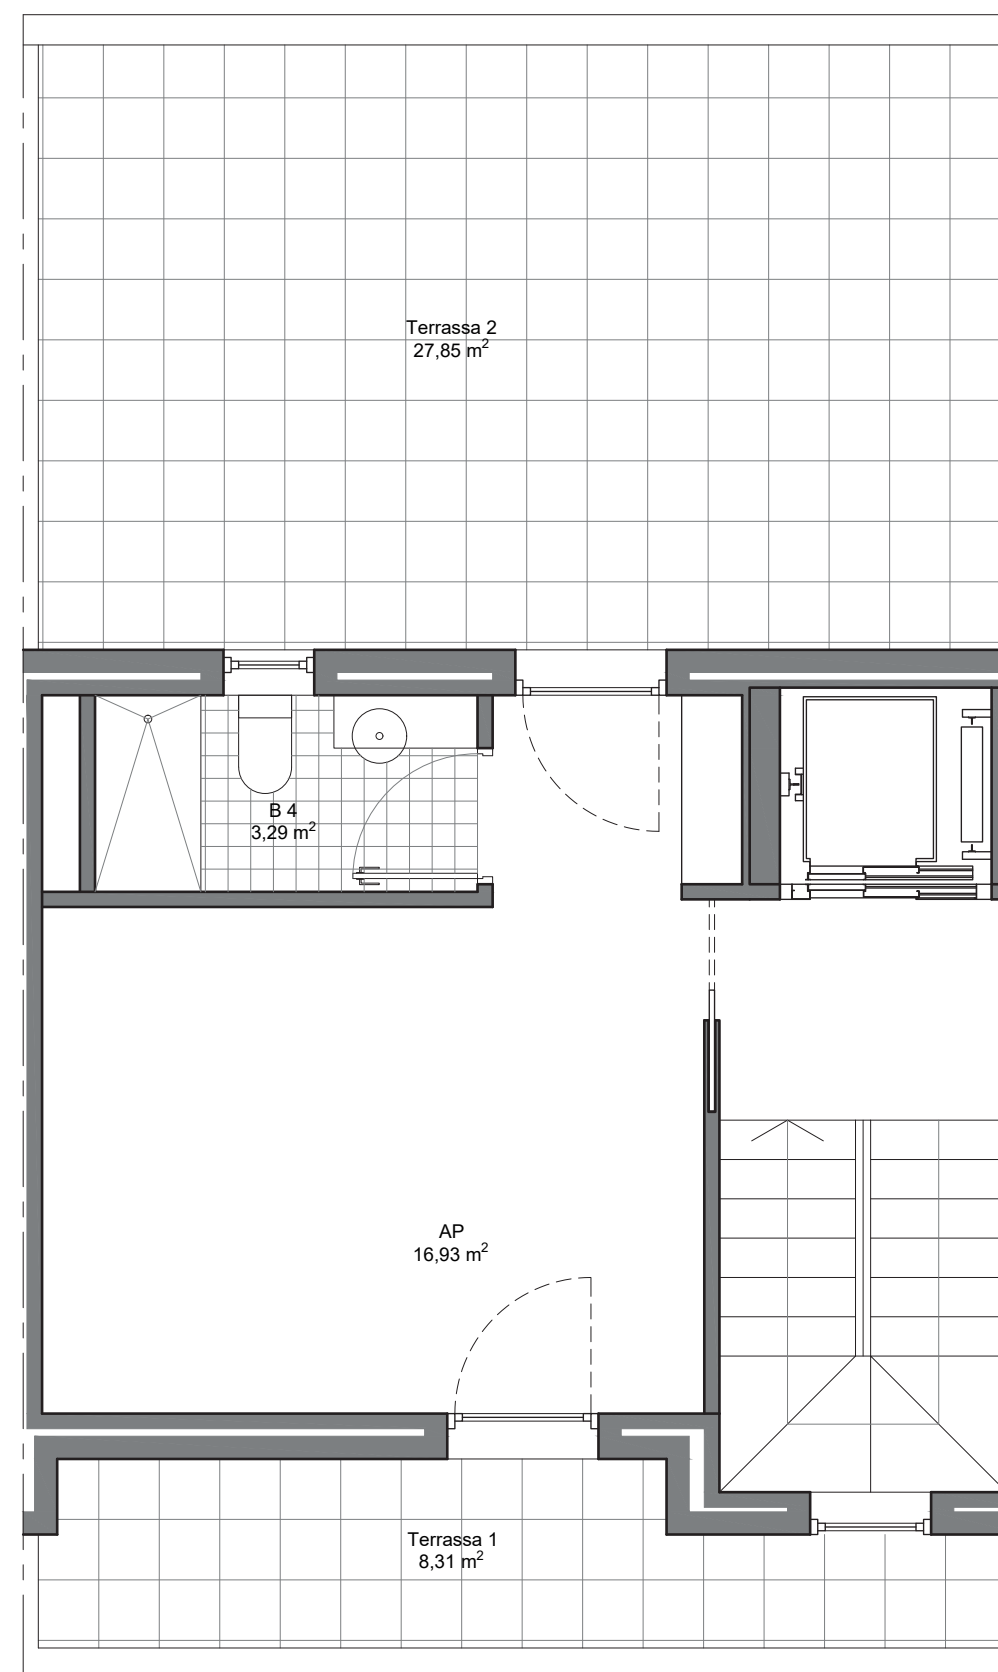 Terrassa 2
27,85 m²
B 4
3,29 m²
AP
16,93 m²
Terrassa 1
8,31 m²